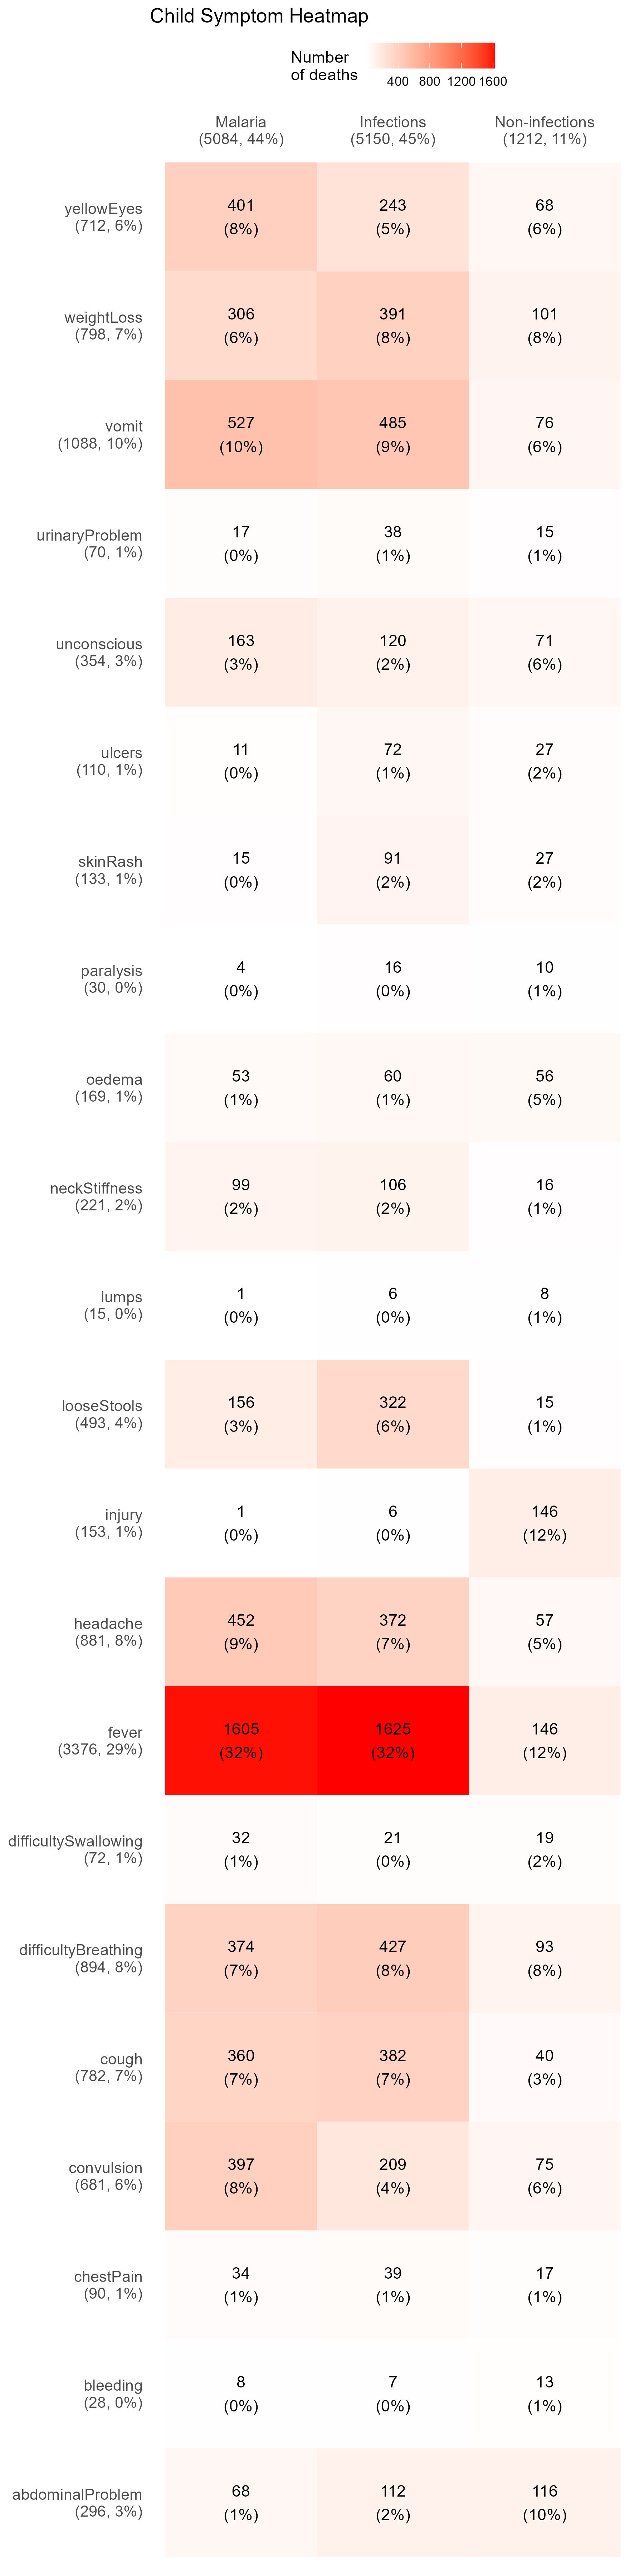 Child Symptom Heatmap
Number
of deaths
400 800 1200 1600
Malaria Infections Non-infections
(5084, 44%) (5150, 45%) (1212, 11%)
yellowEyes 401 243 68
(712, 6%) (8%) (5%) (6%)
weightLoss 306 391 101
(798, 7%) (6%) (8%) (8%)
vomit 527 485 76
(1088, 10%) (10%) (9%) (6%)
urinaryProblem 17 38 15
(70, 1%) (0%) (1%) (1%)
unconscious 163 120 71
(354, 3%) (3%) (2%) (6%)
ulcers 11 72 27
(110, 1%) (0%) (1%) (2%)
skinRash 15 91 27
(133, 1%) (0%) (2%) (2%)
paralysis 4 16 10
(30, 0%) (0%) (0%) (1%)
oedema 53 60 56
(169, 1%) (1%) (1%) (5%)
neckStiffness 99 106 16
(221, 2%) (2%) (2%) (1%)
lumps 1 6 8
(15, 0%) (0%) (0%) (1%)
looseStools 156 322 15
(493, 4%) (3%) (6%) (1%)
injury 1 6 146
(153, 1%) (0%) (0%) (12%)
headache 452 372 57
(881, 8%) (9%) (7%) (5%)
fever 1605 1625 146
(3376, 29%) (32%) (32%) (12%)
difficultySwallowing 32 21 19
(72, 1%) (1%) (0%) (2%)
difficultyBreathing 374 427 93
(894, 8%) (7%) (8%) (8%)
cough 360 382 40
(782, 7%) (7%) (7%) (3%)
convulsion 397 209 75
(681, 6%) (8%) (4%) (6%)
chestPain 34 39 17
(90, 1%) (1%) (1%) (1%)
bleeding 8 7 13
(28, 0%) (0%) (0%) (1%)
abdominalProblem 68 112 116
(296, 3%) (1%) (2%) (10%)